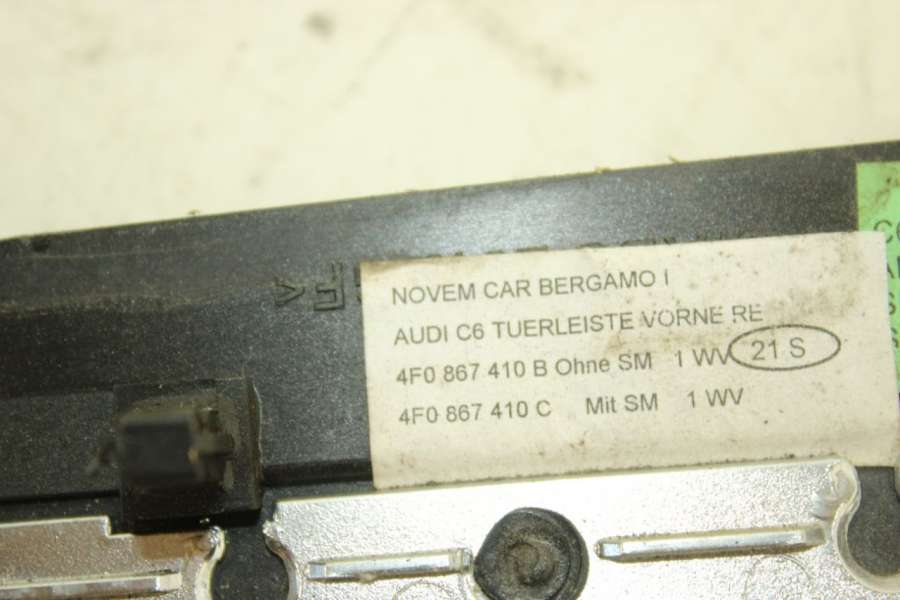 NOVEM CAR BERGAMO I
AUDI C6 TUERLEISTE VORNE RE
4F0 867 410 B Ohne SM 1 WV 21 S
4F0 867 410 C Mit SM 1 WV